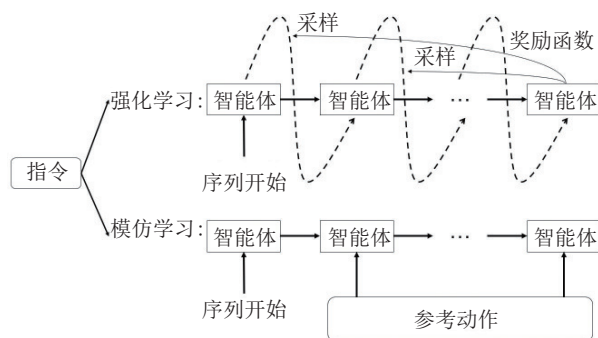 采样
奖励函数
采样
强化学习:
智能体
智能体
...
智能体
序列开始
指令
模仿学习:
智能体
智能体
...
智能体
序列开始
参考动作